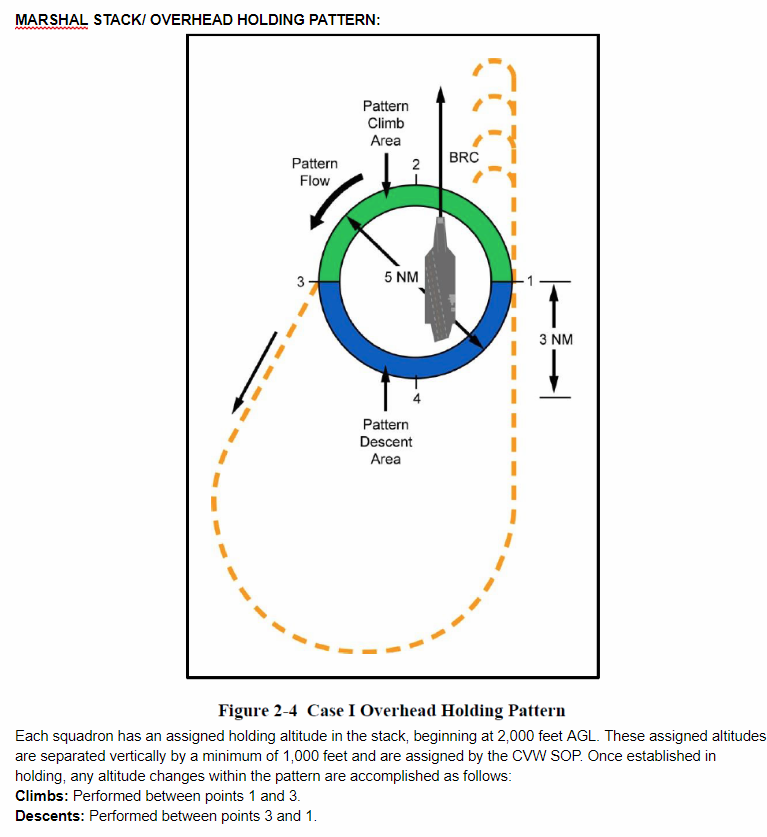 MARSHAL STACK/ OVERHEAD HOLDING PATTERN:
Pattern
Climb
Area
Pattern
Flow
2
BRC
3
5 NM
1
3 NM
4
Pattern
Descent
Area
Figure 2-4 Case I Overhead Holding Pattern
Each squadron has an assigned holding altitude in the stack, beginning at 2,000 feet AGL. These assigned altitudes
are separated vertically by a minimum of 1,000 feet and are assigned by the CVW SOP. Once established in
holding, any altitude changes within the pattern are accomplished as follows:
Climbs: Performed between points 1 and 3.
Descents: Performed between points 3 and 1.